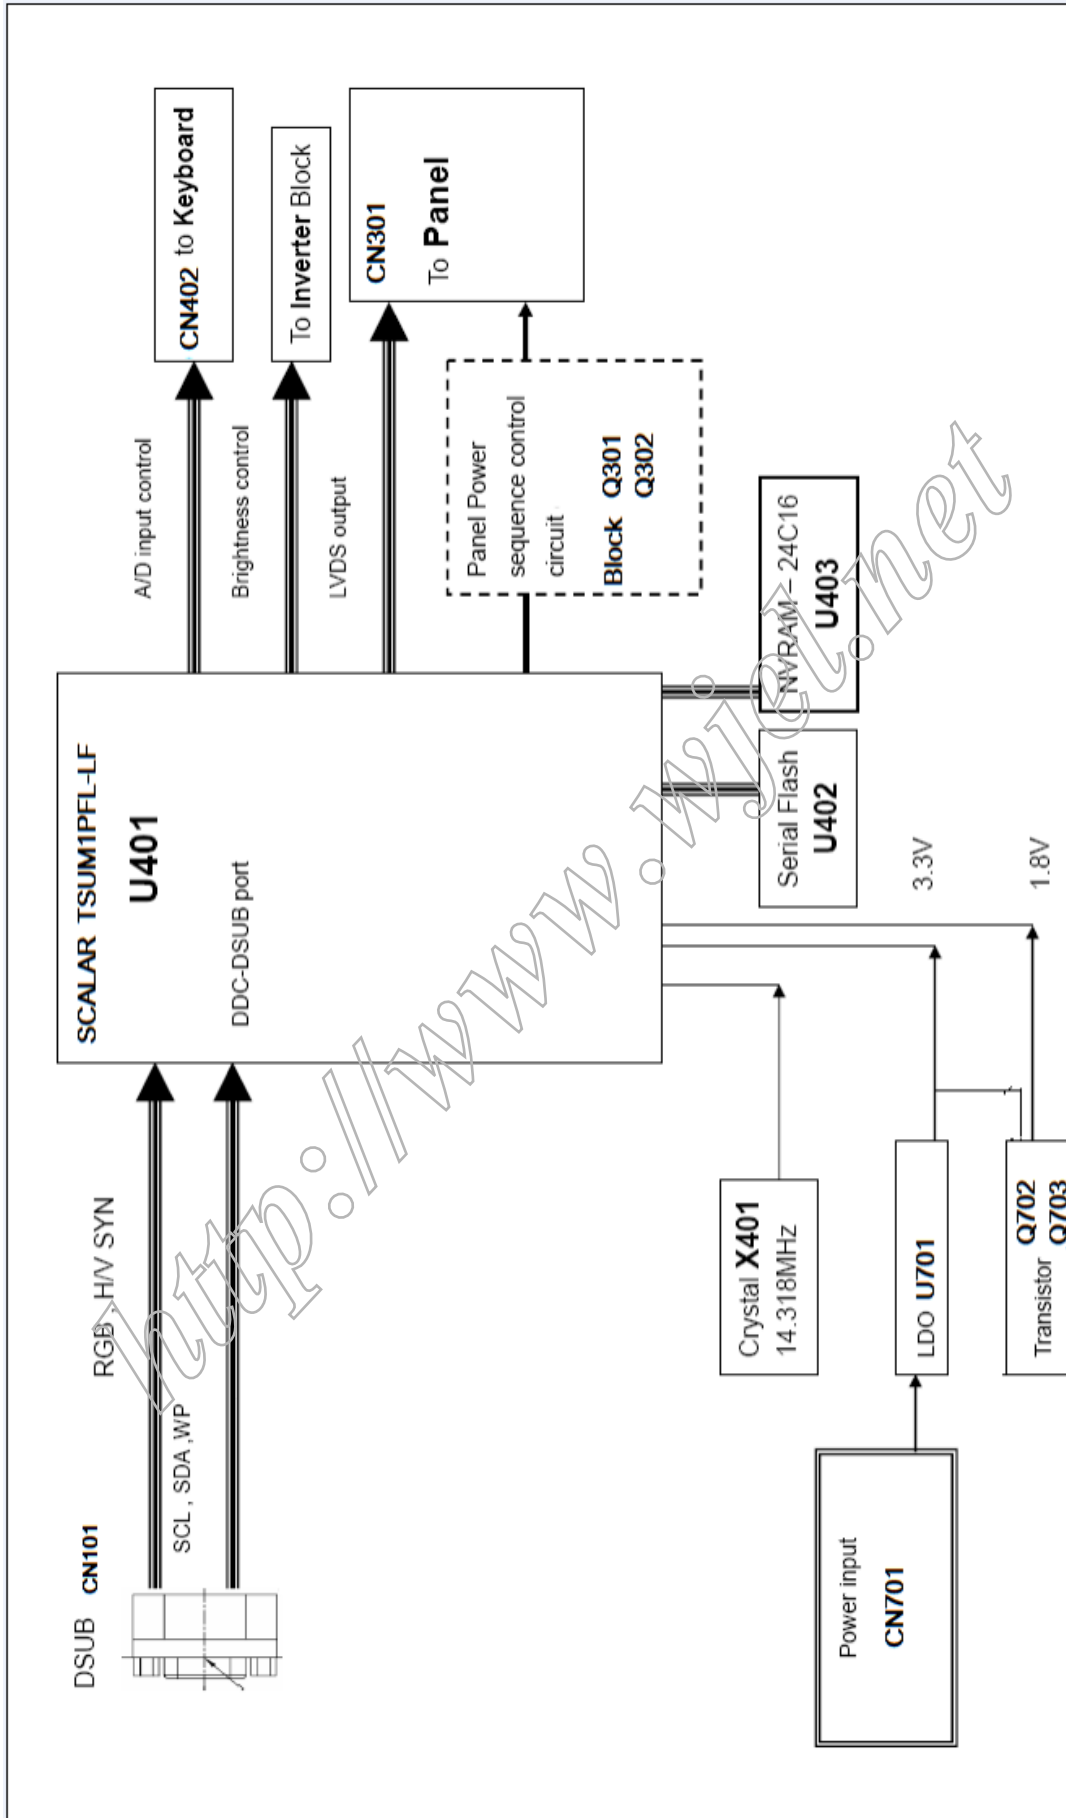 DSUB CN101
RGB , H/V SYN
SCL , SDA ,WP
SCALAR TSUM1PFL-LF
U401
DDC-DSUB port
A/D input control
Brightness control
LVDS output
CN402 to Keyboard
To Inverter Block
CN301
To Panel
Panel Power
sequence control
circuit
Block Q301
Q302
NVRAM – 24C16
U403
Serial Flash
U402
3.3V
1.8V
Crystal X401
14.318MHz
LDO U701
Q702
Transistor Q703
Power input
CN701
http://www.wjel.net